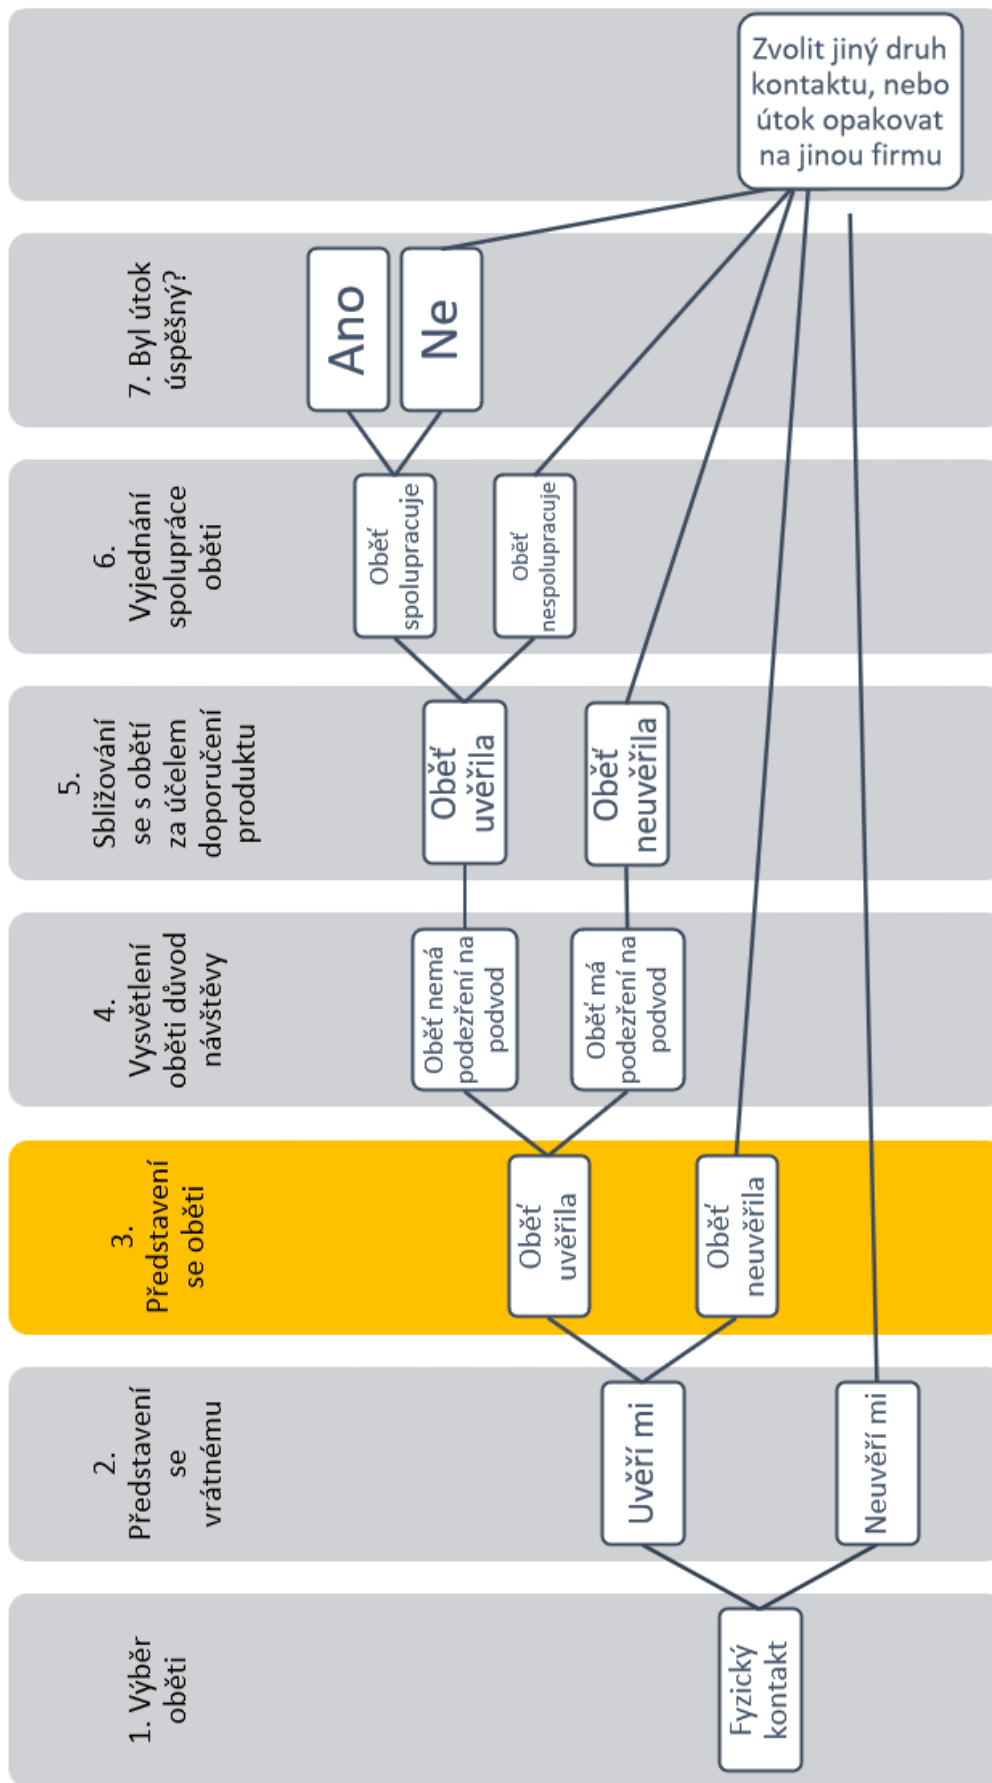 1. Výběr
oběti
Fyzický
kontakt
2.
Představení
se
vrátnému
Uvěří mi
Neuvěří mi
3.
Představení
se oběti
Oběť
uvěřila
Oběť
neuvěřila
4.
Vysvětlení
oběti důvod
návštěvy
Oběť nemá
podezření na
podvod
Oběť má
podezření na
podvod
5.
Sbližování
se s obětí
za účelem
doporučení
produktu
Oběť
uvěřila
Oběť
neuvěřila
6.
Vyjednání
spolupráce
oběti
Oběť
spolupracuje
Oběť
nespolupracuje
7. Byl útok
úspěšný?
Ano
Ne
Zvolit jiný druh
kontaktu, nebo
útok opakovat
na jinou firmu